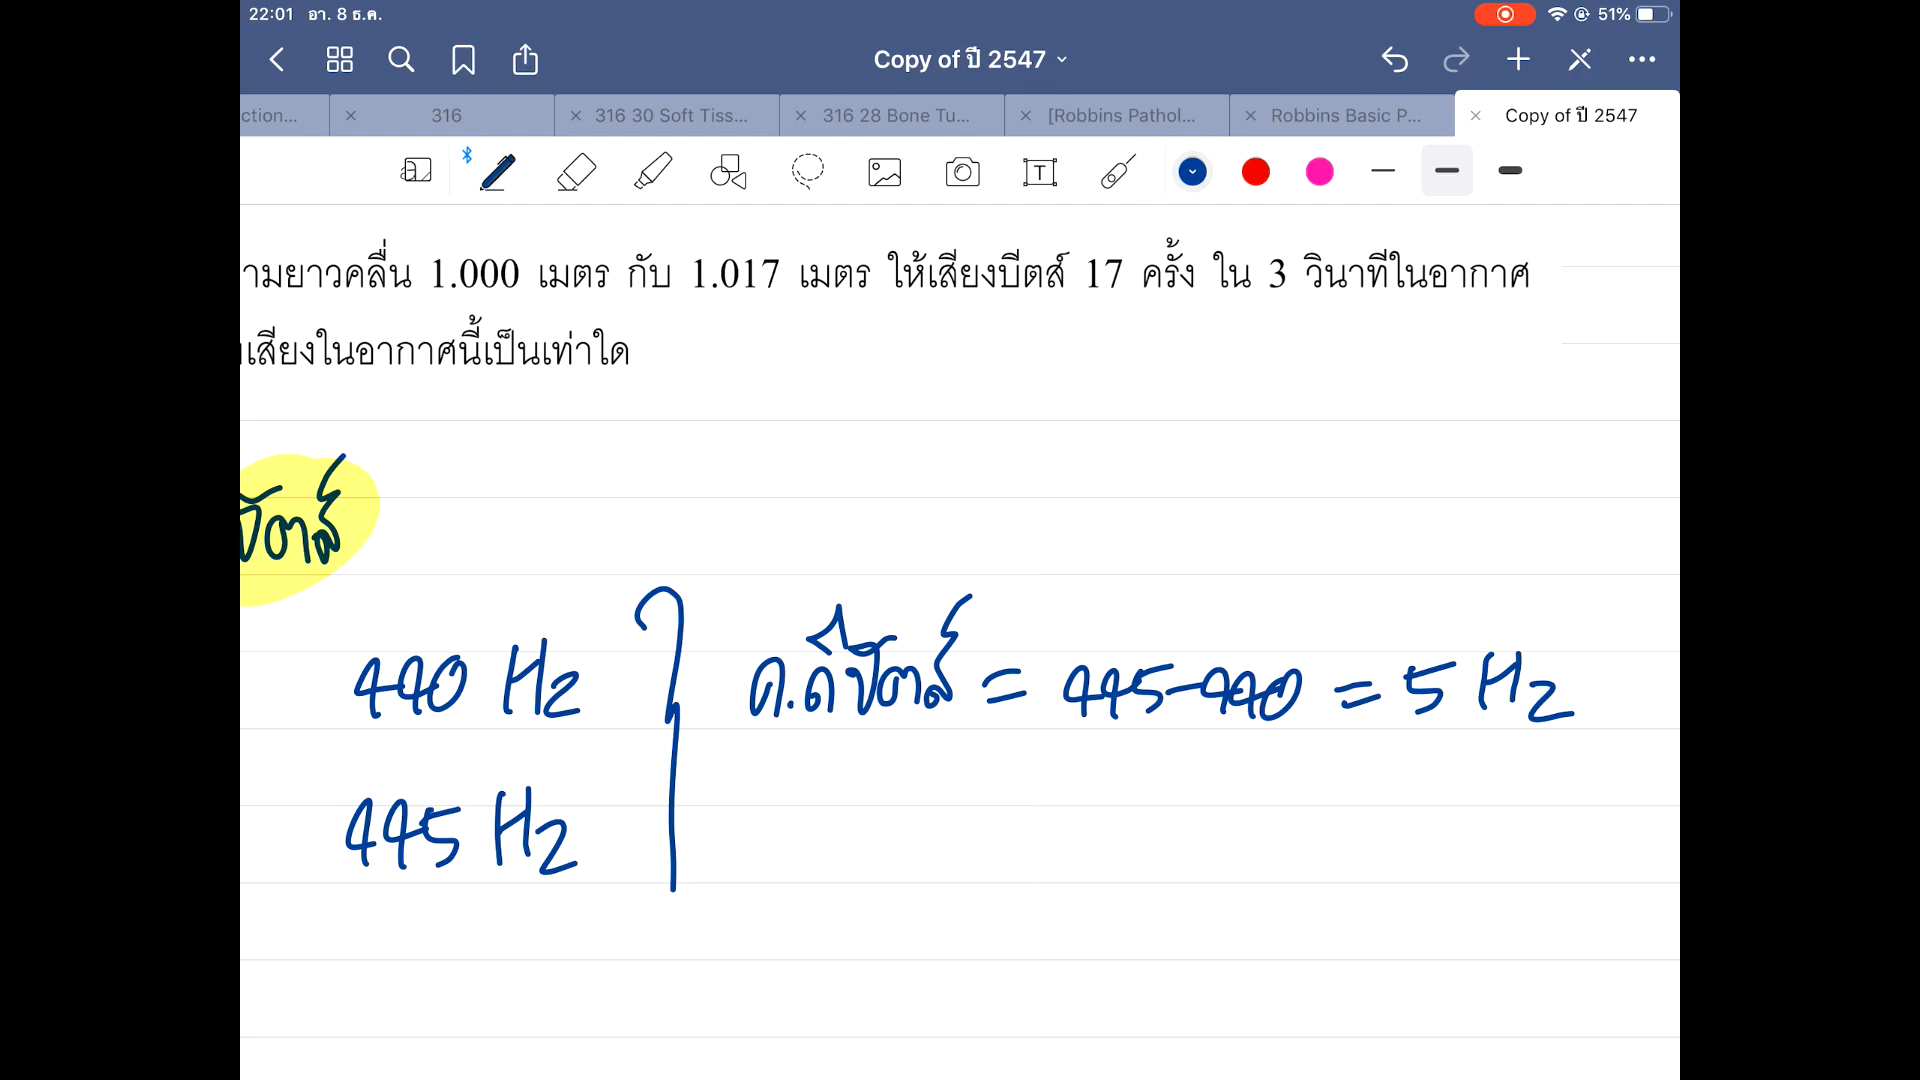 22:01 อา. 8 ธ.ค. 51%
Copy of ปี 2547
ction... 316 316 30 Soft Tiss... 316 28 Bone Tu... [Robbins Pathol... Robbins Basic P... Copy of ปี 2547
ามยาวคลื่น 1.000 เมตร กับ 1.017 เมตร ให้เสียงบีตส์ 17 ครั้ง ใน 3 วินาทีในอากาศ
เสียงในอากาศนี้เป็นเท่าใด
บีตส์
440 Hz
ค.ถี่บีตส์ = 445-440 = 5 Hz
445 Hz